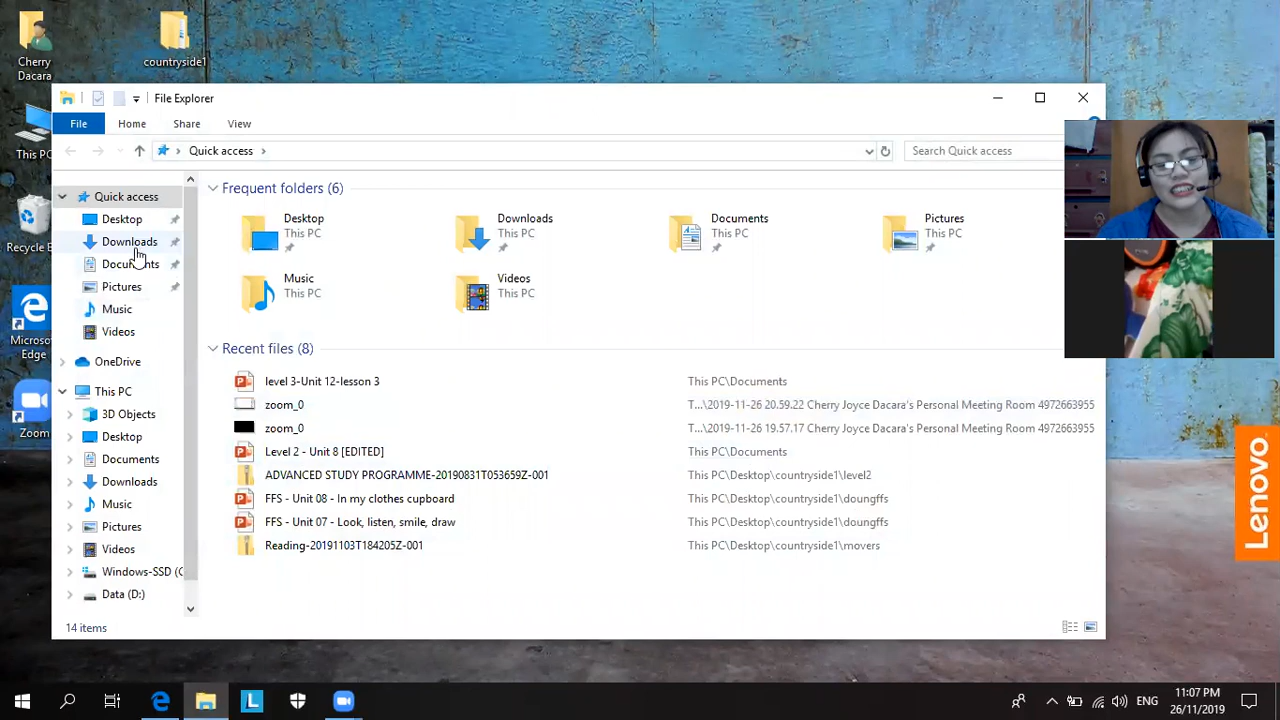 Cherry
Dacara
countryside1
This PC
Recycle B
Microso
Edge
Zoom
File Explorer
File Home Share View
Quick access
Search Quick access
Quick access
Desktop
Downloads
Documents
Pictures
Music
Videos
OneDrive
This PC
3D Objects
Desktop
Documents
Downloads
Music
Pictures
Videos
Windows-SSD (C
Data (D:)
Frequent folders (6)
Desktop
This PC
Downloads
This PC
Documents
This PC
Pictures
This PC
Music
This PC
Videos
This PC
Recent files (8)
level 3-Unit 12-lesson 3 This PC\Documents
zoom_0 T...\2019-11-26 20.59.22 Cherry Joyce Dacara's Personal Meeting Room 4972663955
zoom_0 T...\2019-11-26 19.57.17 Cherry Joyce Dacara's Personal Meeting Room 4972663955
Level 2 - Unit 8 [EDITED] This PC\Documents
ADVANCED STUDY PROGRAMME-20190831T053659Z-001 This PC\Desktop\countryside1\level2
FFS - Unit 08 - In my clothes cupboard This PC\Desktop\countryside1\doungffs
FFS - Unit 07 - Look, listen, smile, draw This PC\Desktop\countryside1\doungffs
Reading-20191103T184205Z-001 This PC\Desktop\countryside1\movers
14 items
Lenovo
L
ENG
11:07 PM
26/11/2019